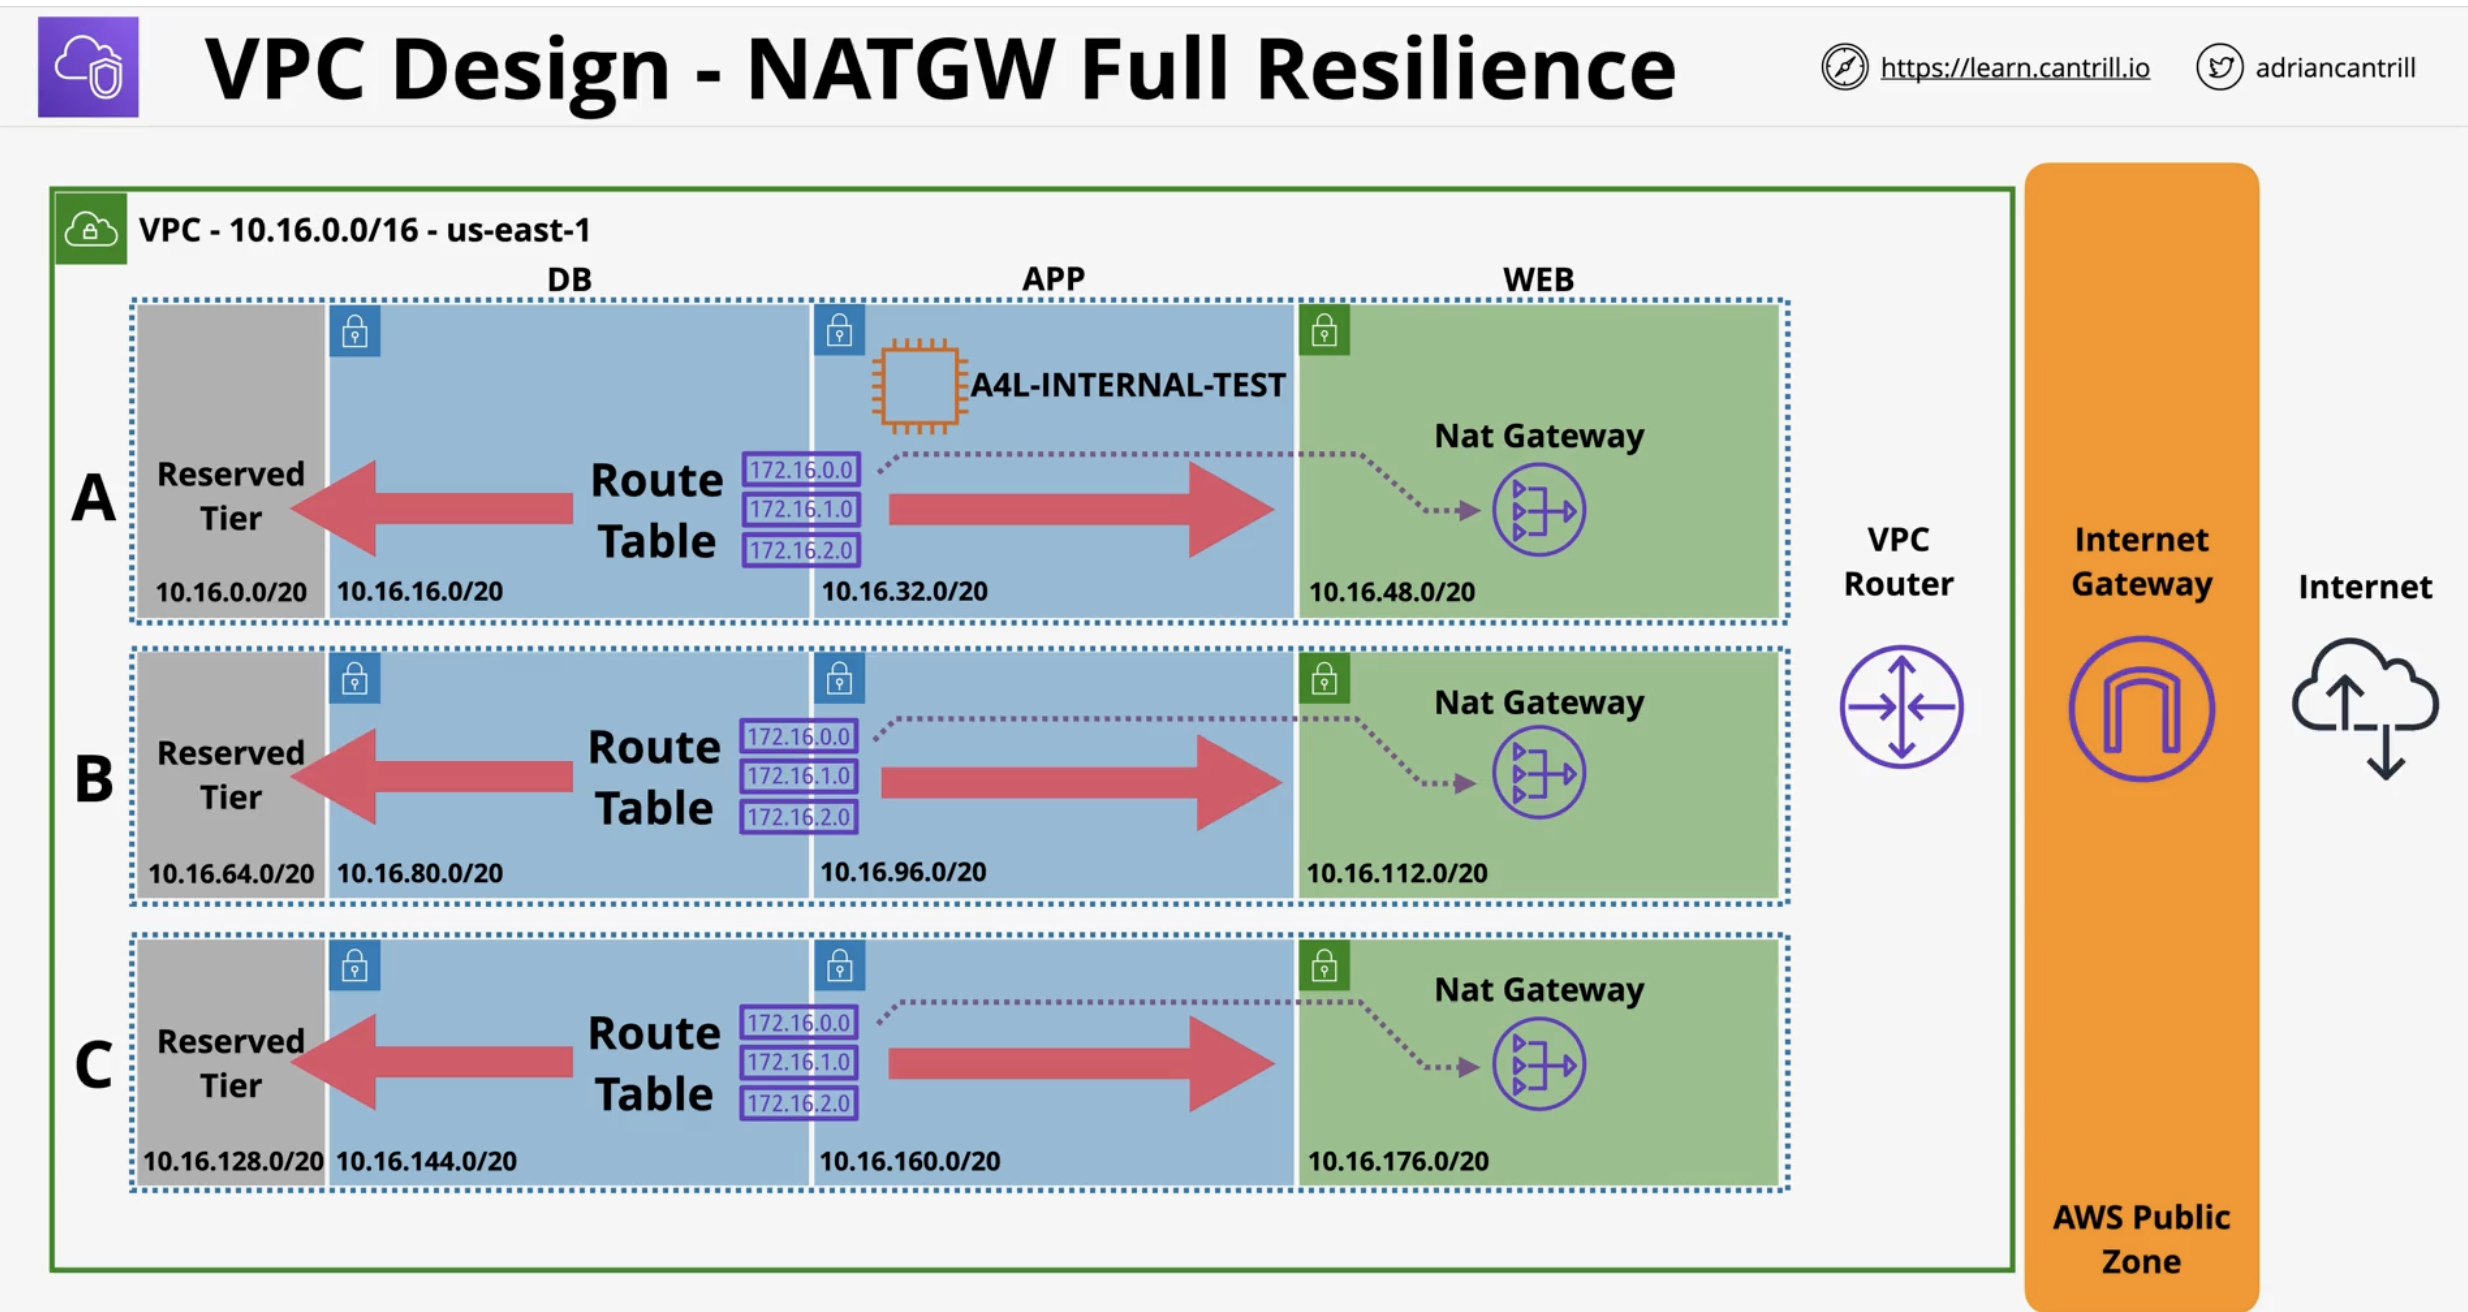 VPC Design - NATGW Full Resilience
https://learn.cantrill.io
adriancantrill
VPC - 10.16.0.0/16 - us-east-1
DB
APP
WEB
A
Reserved
Tier
10.16.0.0/20
Route
Table
172.16.0.0
172.16.1.0
172.16.2.0
10.16.16.0/20
A4L-INTERNAL-TEST
10.16.32.0/20
Nat Gateway
10.16.48.0/20
B
Reserved
Tier
10.16.64.0/20
Route
Table
172.16.0.0
172.16.1.0
172.16.2.0
10.16.80.0/20
10.16.96.0/20
Nat Gateway
10.16.112.0/20
C
Reserved
Tier
10.16.128.0/20
Route
Table
172.16.0.0
172.16.1.0
172.16.2.0
10.16.144.0/20
10.16.160.0/20
Nat Gateway
10.16.176.0/20
VPC
Router
Internet
Gateway
AWS Public
Zone
Internet